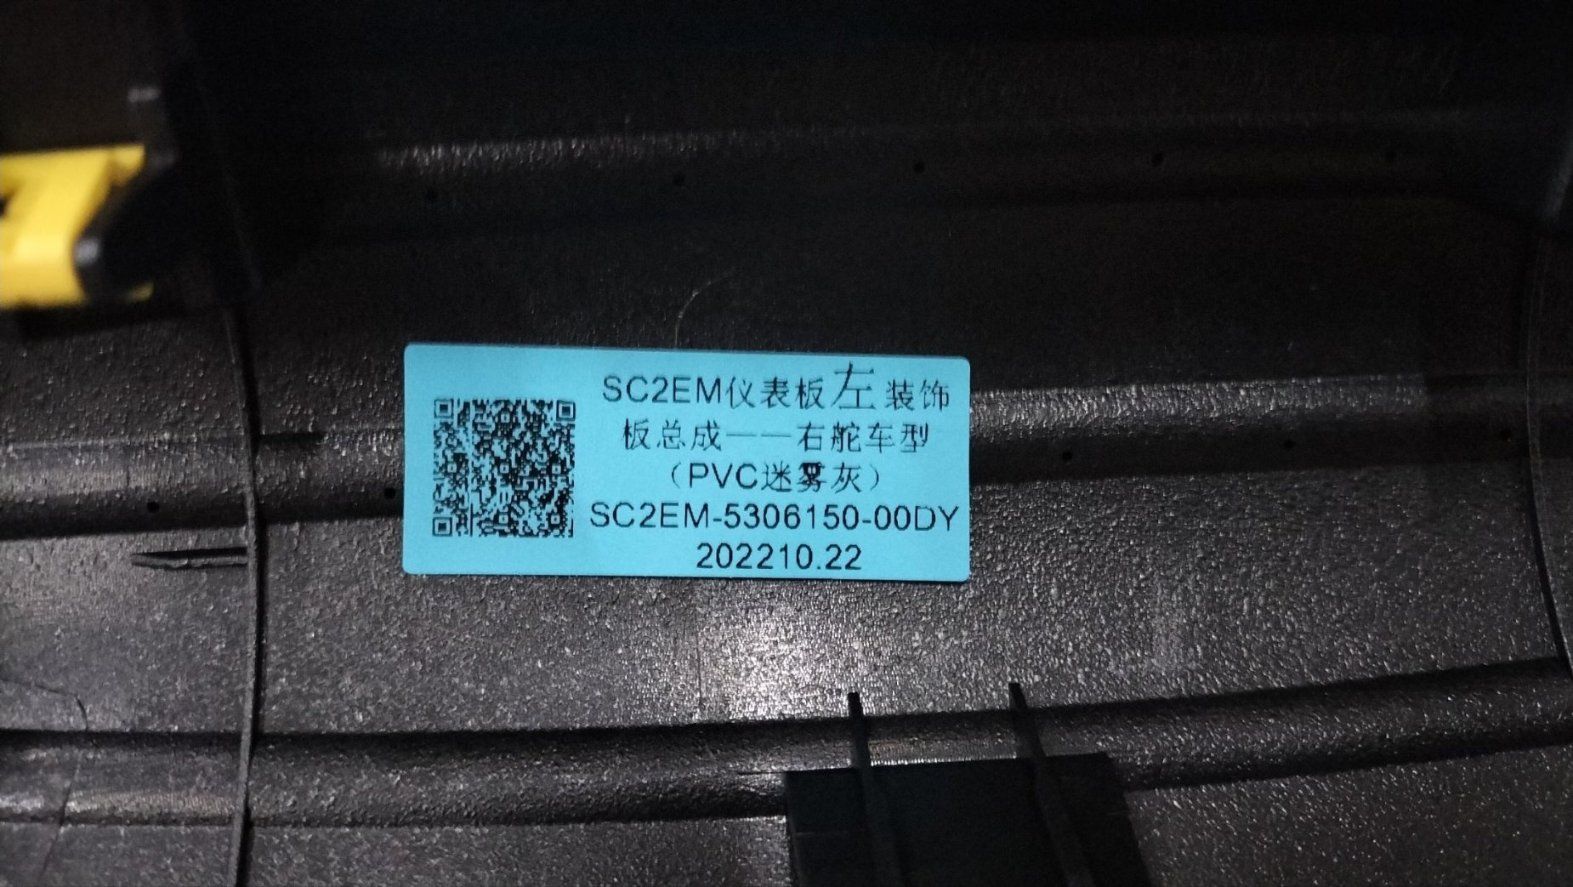 SC2EM仪表板左装饰
板总成——右舵车型
（PVC迷雾灰）
SC2EM-5306150-00DY
202210.22